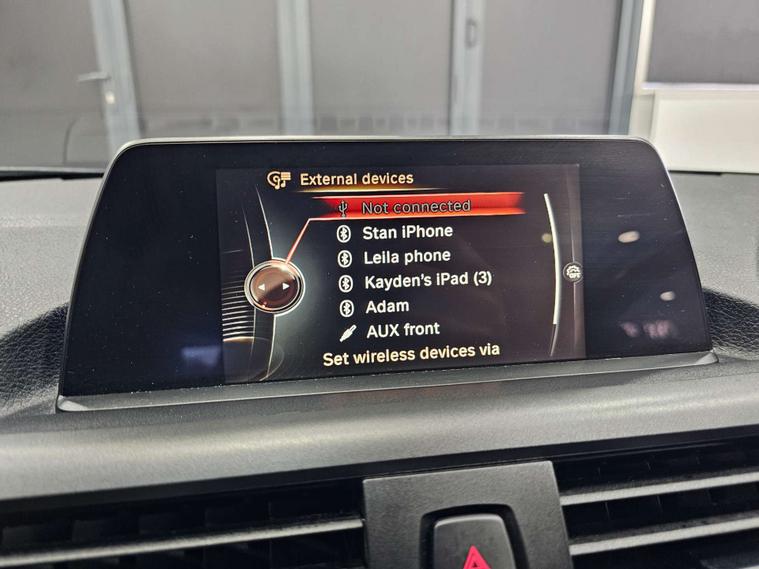 External devices
Not connected
Stan iPhone
Leila phone
Kayden's iPad (3)
Adam
AUX front
Set wireless devices via